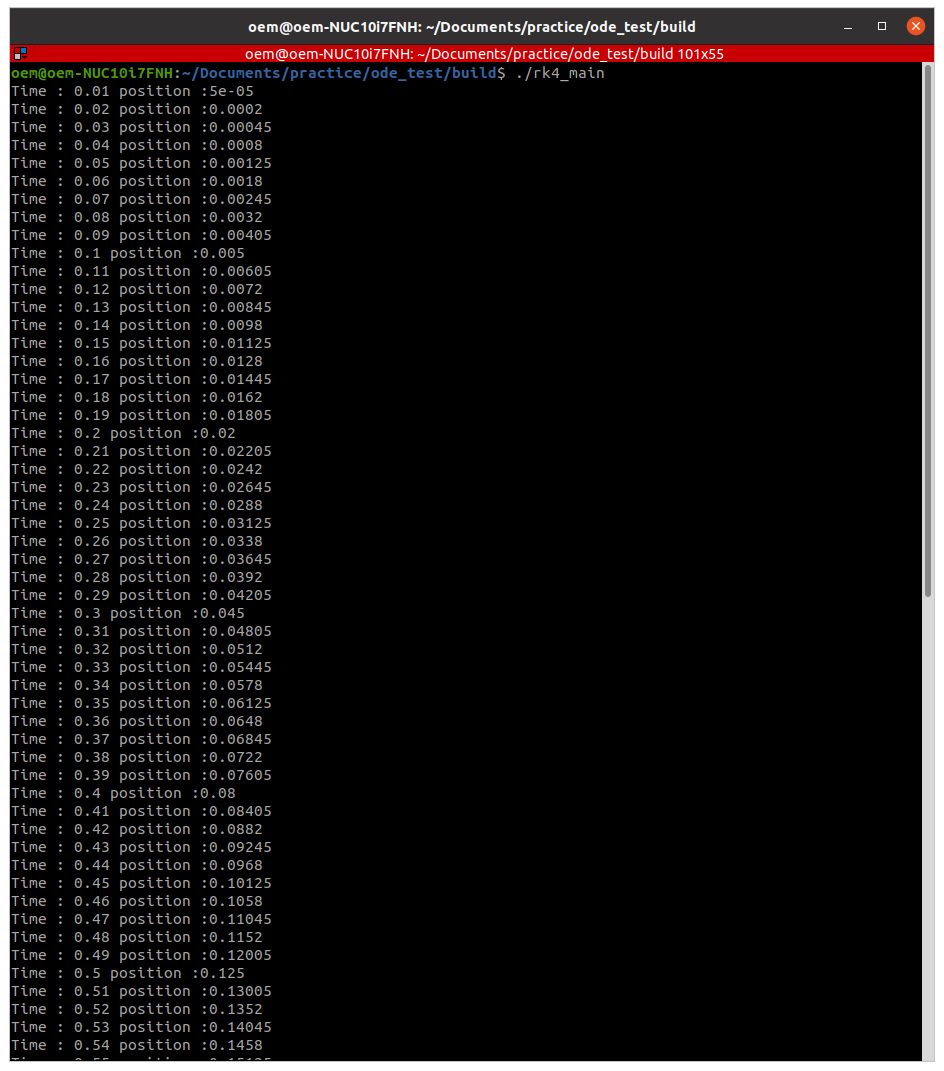 oem@oem-NUC10i7FNH: ~/Documents/practice/ode_test/build
oem@oem-NUC10i7FNH: ~/Documents/practice/ode_test/build 101x55
oem@oem-NUC10i7FNH:~/Documents/practice/ode_test/build$ ./rk4_main
Time : 0.01 position :5e-05
Time : 0.02 position :0.0002
Time : 0.03 position :0.00045
Time : 0.04 position :0.0008
Time : 0.05 position :0.00125
Time : 0.06 position :0.0018
Time : 0.07 position :0.00245
Time : 0.08 position :0.0032
Time : 0.09 position :0.00405
Time : 0.1 position :0.005
Time : 0.11 position :0.00605
Time : 0.12 position :0.0072
Time : 0.13 position :0.00845
Time : 0.14 position :0.0098
Time : 0.15 position :0.01125
Time : 0.16 position :0.0128
Time : 0.17 position :0.01445
Time : 0.18 position :0.0162
Time : 0.19 position :0.01805
Time : 0.2 position :0.02
Time : 0.21 position :0.02205
Time : 0.22 position :0.0242
Time : 0.23 position :0.02645
Time : 0.24 position :0.0288
Time : 0.25 position :0.03125
Time : 0.26 position :0.0338
Time : 0.27 position :0.03645
Time : 0.28 position :0.0392
Time : 0.29 position :0.04205
Time : 0.3 position :0.045
Time : 0.31 position :0.04805
Time : 0.32 position :0.0512
Time : 0.33 position :0.05445
Time : 0.34 position :0.0578
Time : 0.35 position :0.06125
Time : 0.36 position :0.0648
Time : 0.37 position :0.06845
Time : 0.38 position :0.0722
Time : 0.39 position :0.07605
Time : 0.4 position :0.08
Time : 0.41 position :0.08405
Time : 0.42 position :0.0882
Time : 0.43 position :0.09245
Time : 0.44 position :0.0968
Time : 0.45 position :0.10125
Time : 0.46 position :0.1058
Time : 0.47 position :0.11045
Time : 0.48 position :0.1152
Time : 0.49 position :0.12005
Time : 0.5 position :0.125
Time : 0.51 position :0.13005
Time : 0.52 position :0.1352
Time : 0.53 position :0.14045
Time : 0.54 position :0.1458